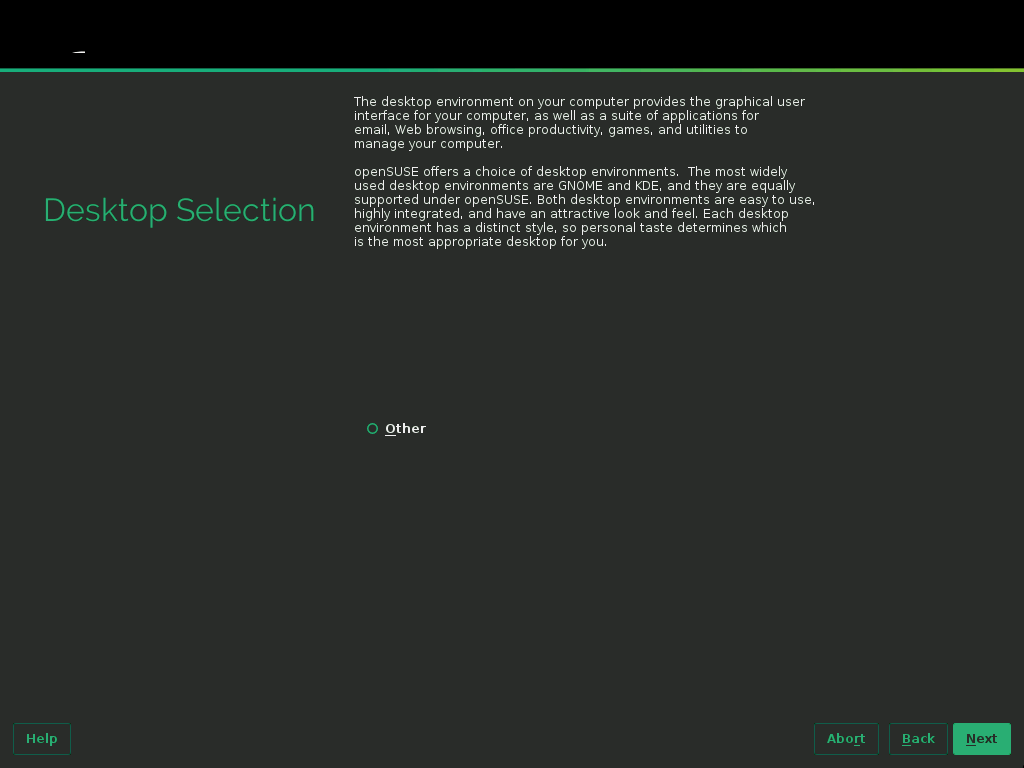 The desktop environment on your computer provides the graphical user
interface for your computer, as well as a suite of applications for
email, Web browsing, office productivity, games, and utilities to
manage your computer.
openSUSE offers a choice of desktop environments.  The most widely
used desktop environments are GNOME and KDE, and they are equally
supported under openSUSE. Both desktop environments are easy to use,
highly integrated, and have an attractive look and feel. Each desktop
environment has a distinct style, so personal taste determines which
is the most appropriate desktop for you.
Desktop Selection
Other
Help
Abort
Back
Next